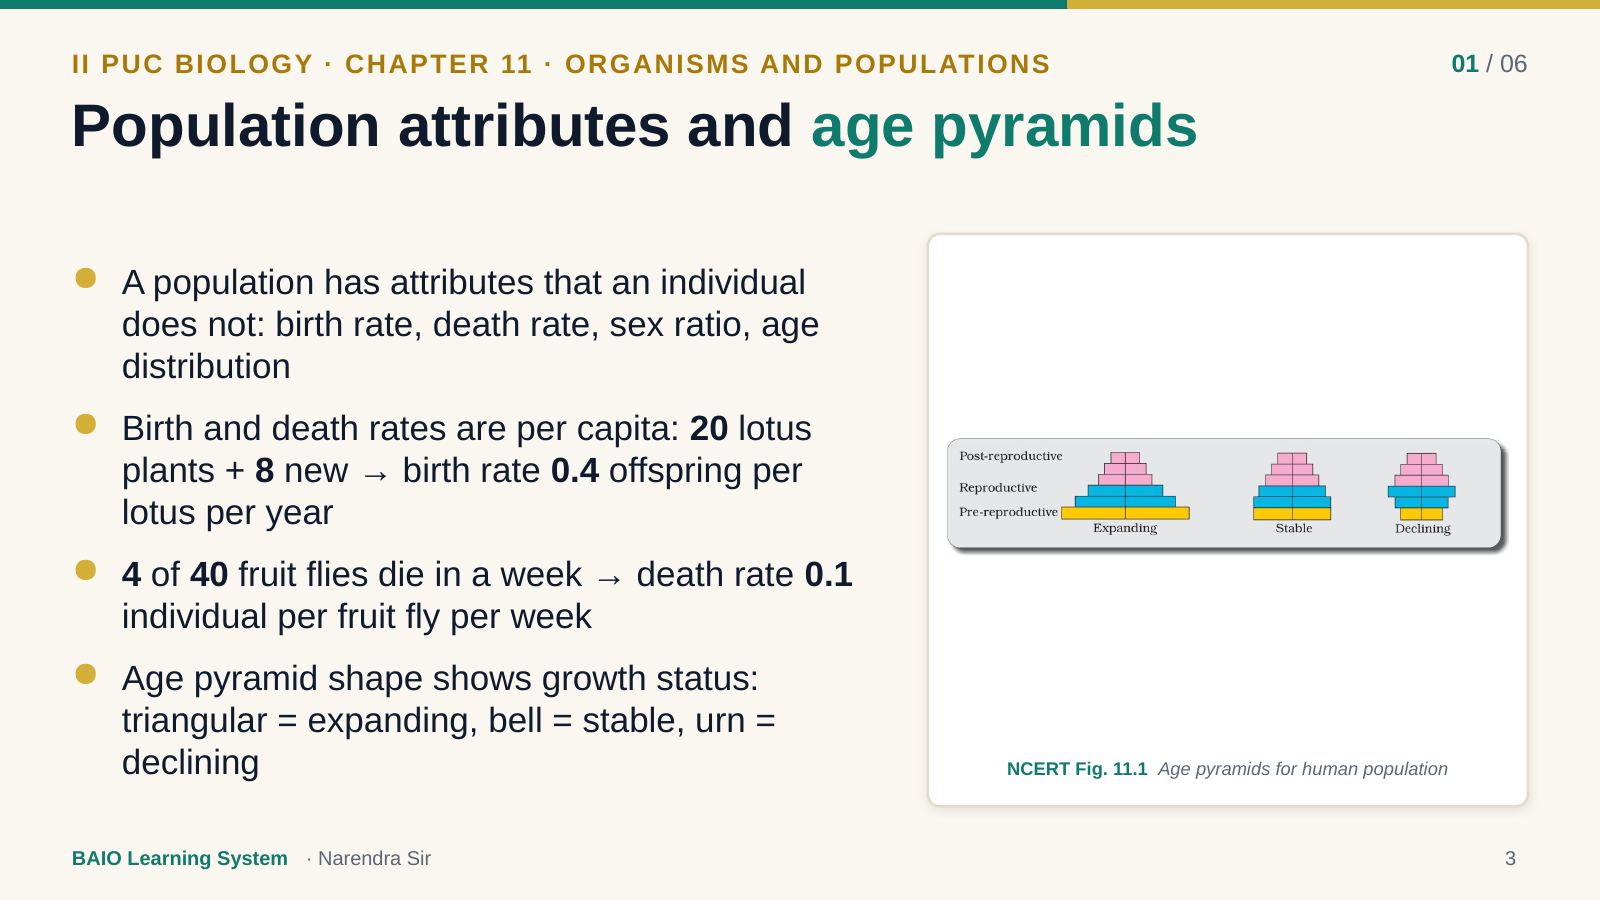 II PUC BIOLOGY · CHAPTER 11 · ORGANISMS AND POPULATIONS
01 / 06
Population attributes and age pyramids
A population has attributes that an individual
does not: birth rate, death rate, sex ratio, age
distribution
Birth and death rates are per capita: 20 lotus
plants + 8 new → birth rate 0.4 offspring per
lotus per year
4 of 40 fruit flies die in a week → death rate 0.1
individual per fruit fly per week
Age pyramid shape shows growth status:
triangular = expanding, bell = stable, urn =
declining
Post-reproductive
Reproductive
Pre-reproductive
Expanding
Stable
Declining
NCERT Fig. 11.1 Age pyramids for human population
BAIO Learning System · Narendra Sir
3